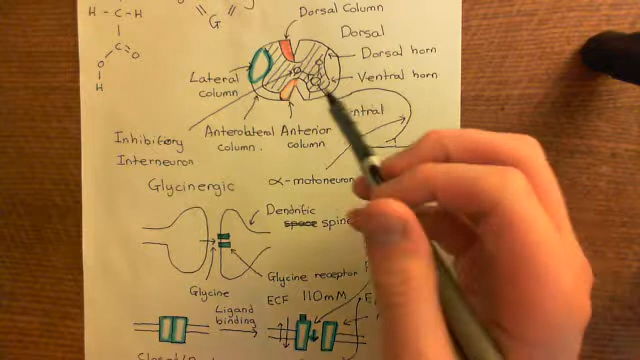 H-C-H
C
O
O
H
G
Dorsal Column
Dorsal
Dorsal horn
Ventral horn
Lateral
column
ntral
Inhibitory
Interneuron
Anterolateral
column.
Anterior
column
α-motoneuron
Glycinergic
Dendritic
space spine
Glycine receptor
Glycine
ECF 110mM
Ligand
binding